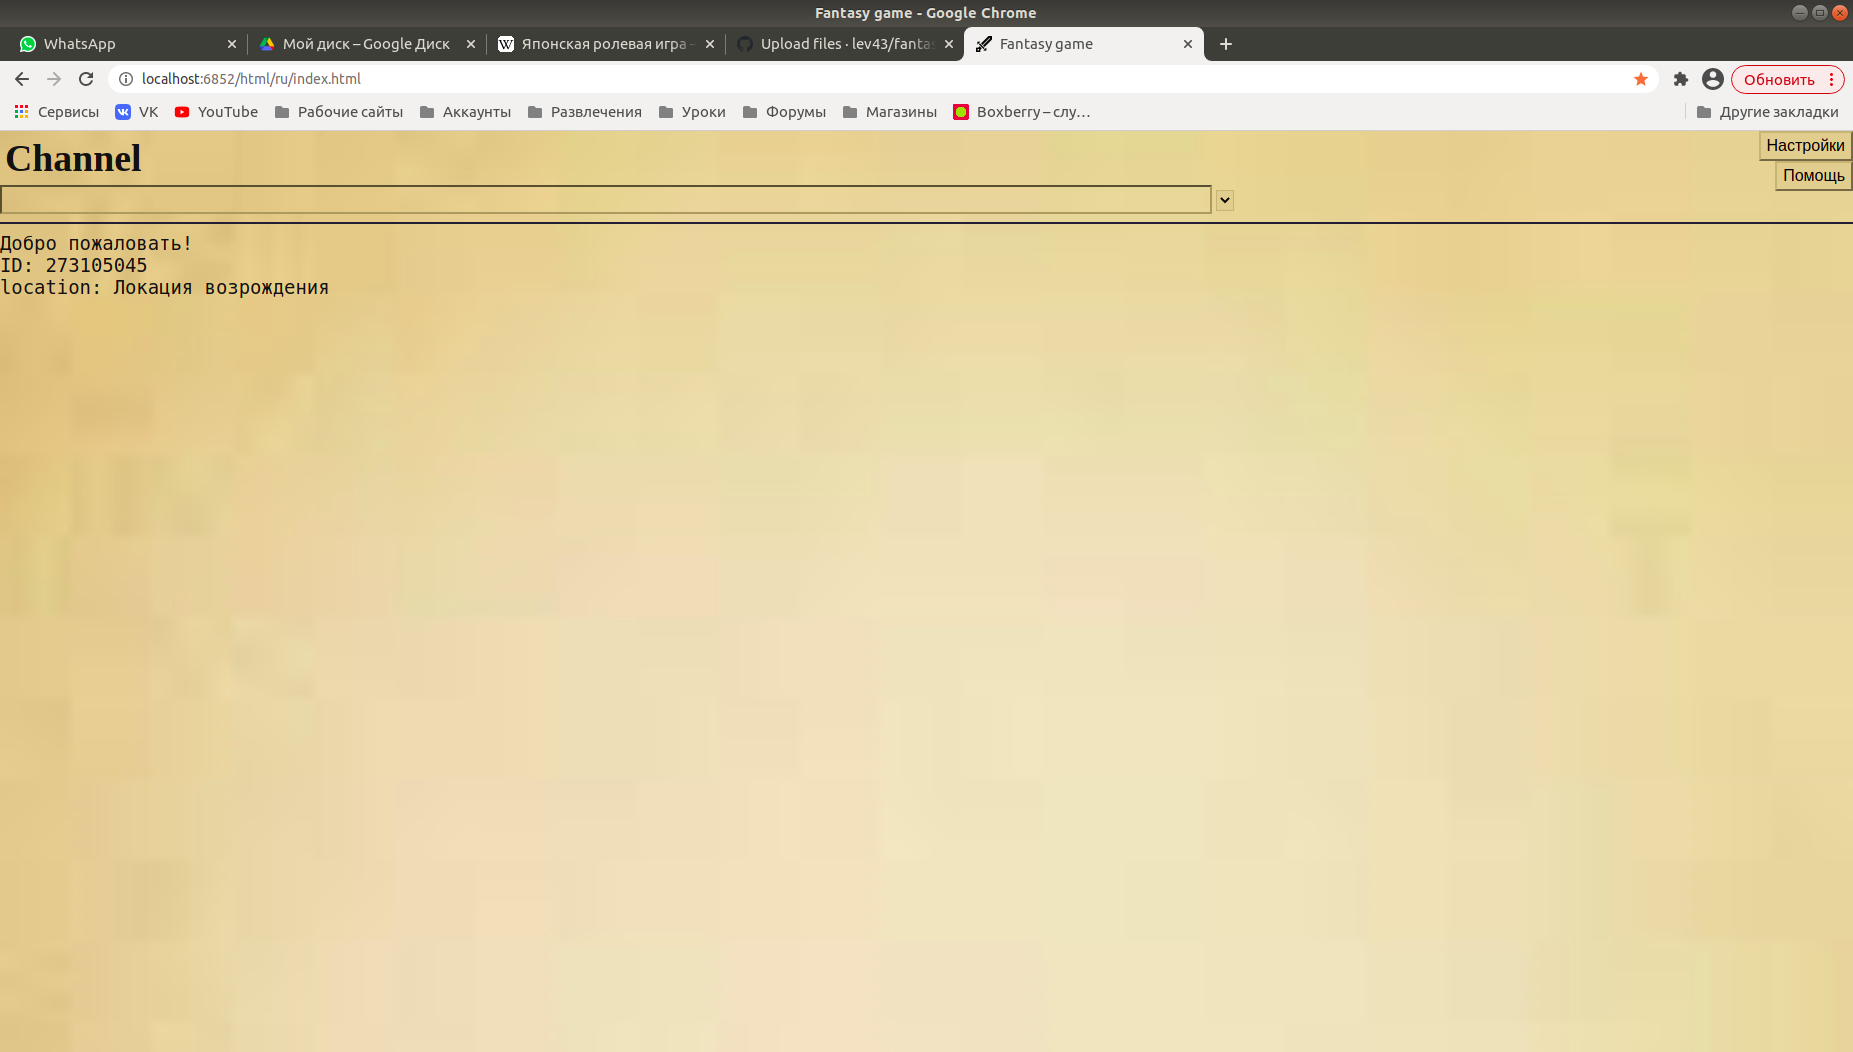 Fantasy game - Google Chrome
WhatsApp
Мой диск – Google Диск
Японская ролевая игра -
Upload files · lev43/fantas
Fantasy game
localhost:6852/html/ru/index.html
Обновить
Сервисы
VK
YouTube
Рабочие сайты
Аккаунты
Развлечения
Уроки
Форумы
Магазины
Boxberry – слу…
Другие закладки
Channel
Настройки
Помощь
Добро пожаловать!
ID: 273105045
location: Локация возрождения